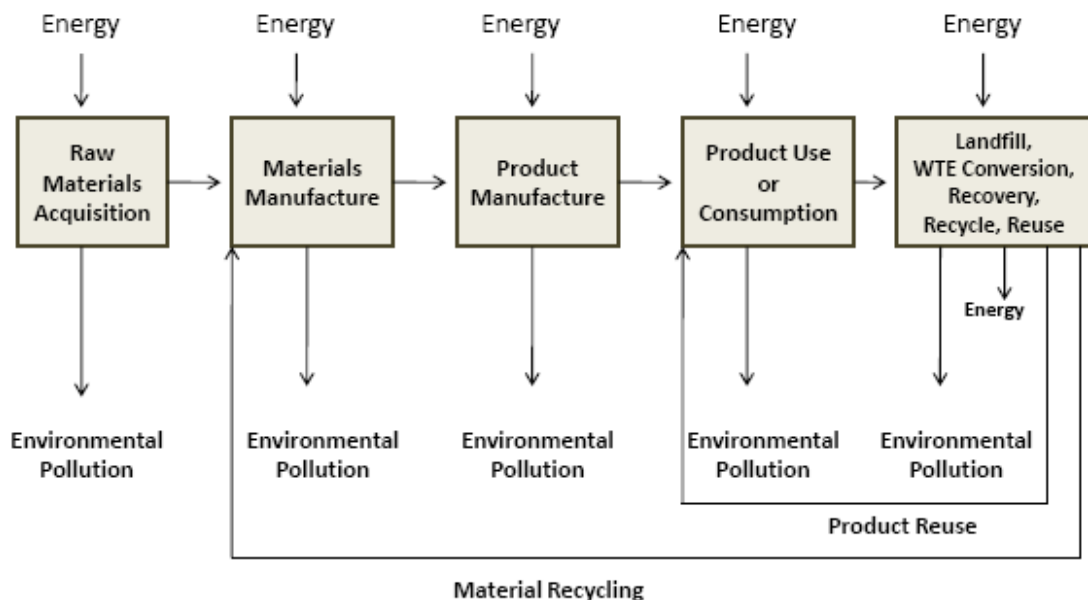 Energy
Energy
Energy
Energy
Energy
Raw
Materials
Acquisition
Materials
Manufacture
Product
Manufacture
Product Use
or
Consumption
Landfill,
WTE Conversion,
Recovery,
Recycle, Reuse
Energy
Environmental
Pollution
Environmental
Pollution
Environmental
Pollution
Environmental
Pollution
Environmental
Pollution
Product Reuse
Material Recycling